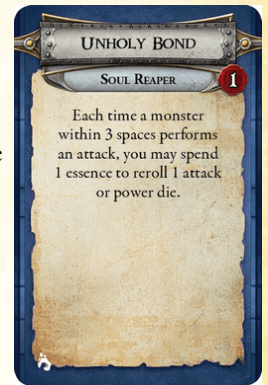 UNHOLY BOND
SOUL REAPER
1
Each time a monster
within 3 spaces performs
an attack, you may spend
1 essence to reroll 1 attack
or power die.